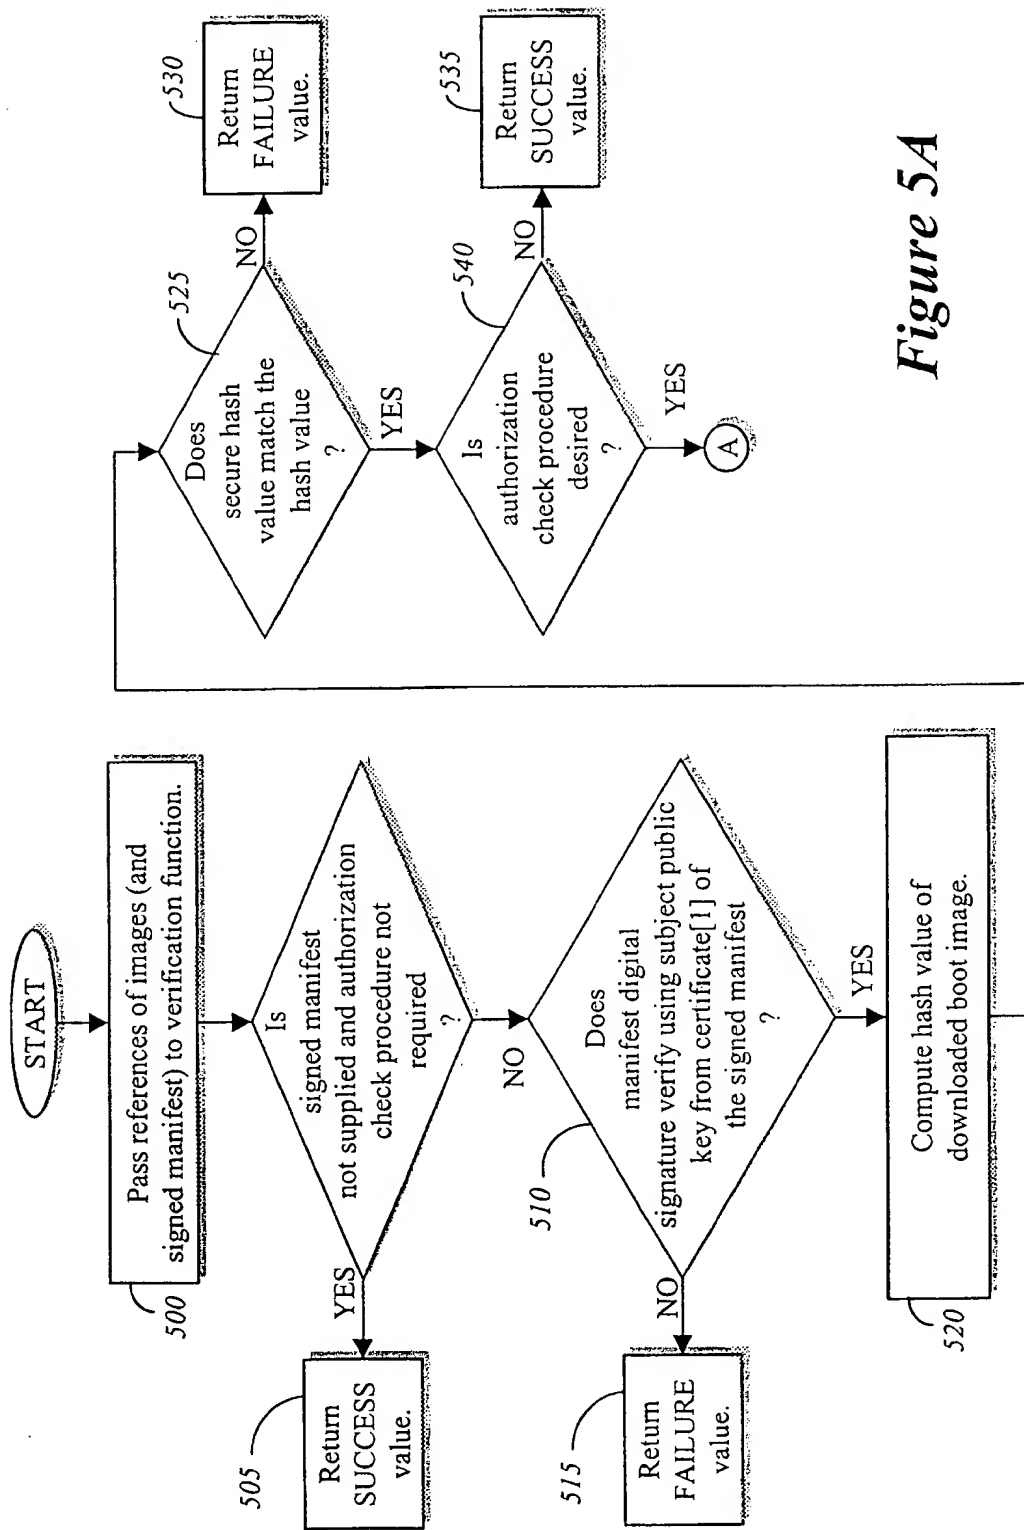 START
Pass references of images (and
signed manifest) to verification function.
500
Is
signed manifest
not supplied and authorization
check procedure not
required
?
YES
505
Return
SUCCESS
value.
NO
510
Does
manifest digital
signature verify using subject public
key from certificate[1] of
the signed manifest
?
NO
515
Return
FAILURE
value.
YES
520
Compute hash value of
downloaded boot image.
525
Does
secure hash
value match the
hash value
?
NO
530
Return
FAILURE
value.
YES
540
Is
authorization
check procedure
desired
?
NO
535
Return
SUCCESS
value.
YES
A
Figure 5A